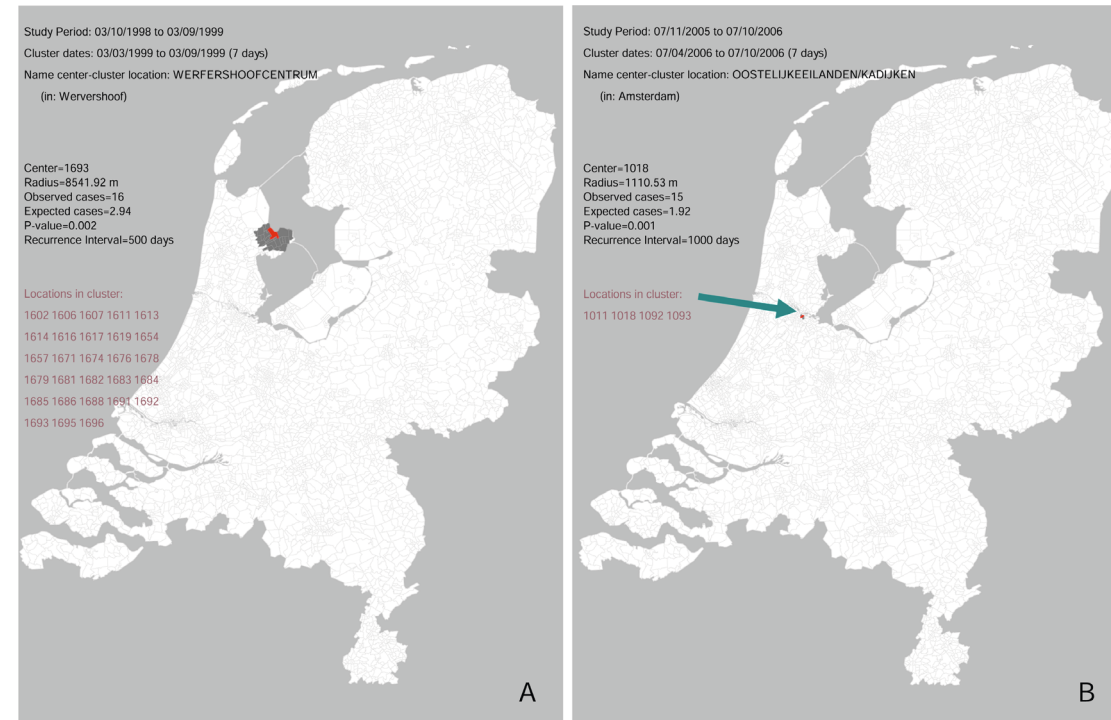 Study Period: 03/10/1998 to 03/09/1999
Cluster dates: 03/03/1999 to 03/09/1999 (7 days)
Name center-cluster location: WERFERSHOOFCENTRUM
(in: Wervershoof)
Center=1693
Radius=8541.92 m
Observed cases=16
Expected cases=2.94
P-value=0.002
Recurrence Interval=500 days
Locations in cluster:
1602 1606 1607 1611 1613
1614 1616 1617 1619 1654
1657 1671 1674 1676 1678
1679 1681 1682 1683 1684
1685 1686 1688 1691 1692
1693 1695 1696
A
Study Period: 07/11/2005 to 07/10/2006
Cluster dates: 07/04/2006 to 07/10/2006 (7 days)
Name center-cluster location: OOSTELIJKEEILANDEN/KADIJKEN
(in: Amsterdam)
Center=1018
Radius=1110.53 m
Observed cases=15
Expected cases=1.92
P-value=0.001
Recurrence Interval=1000 days
Locations in cluster:
1011 1018 1092 1093
B